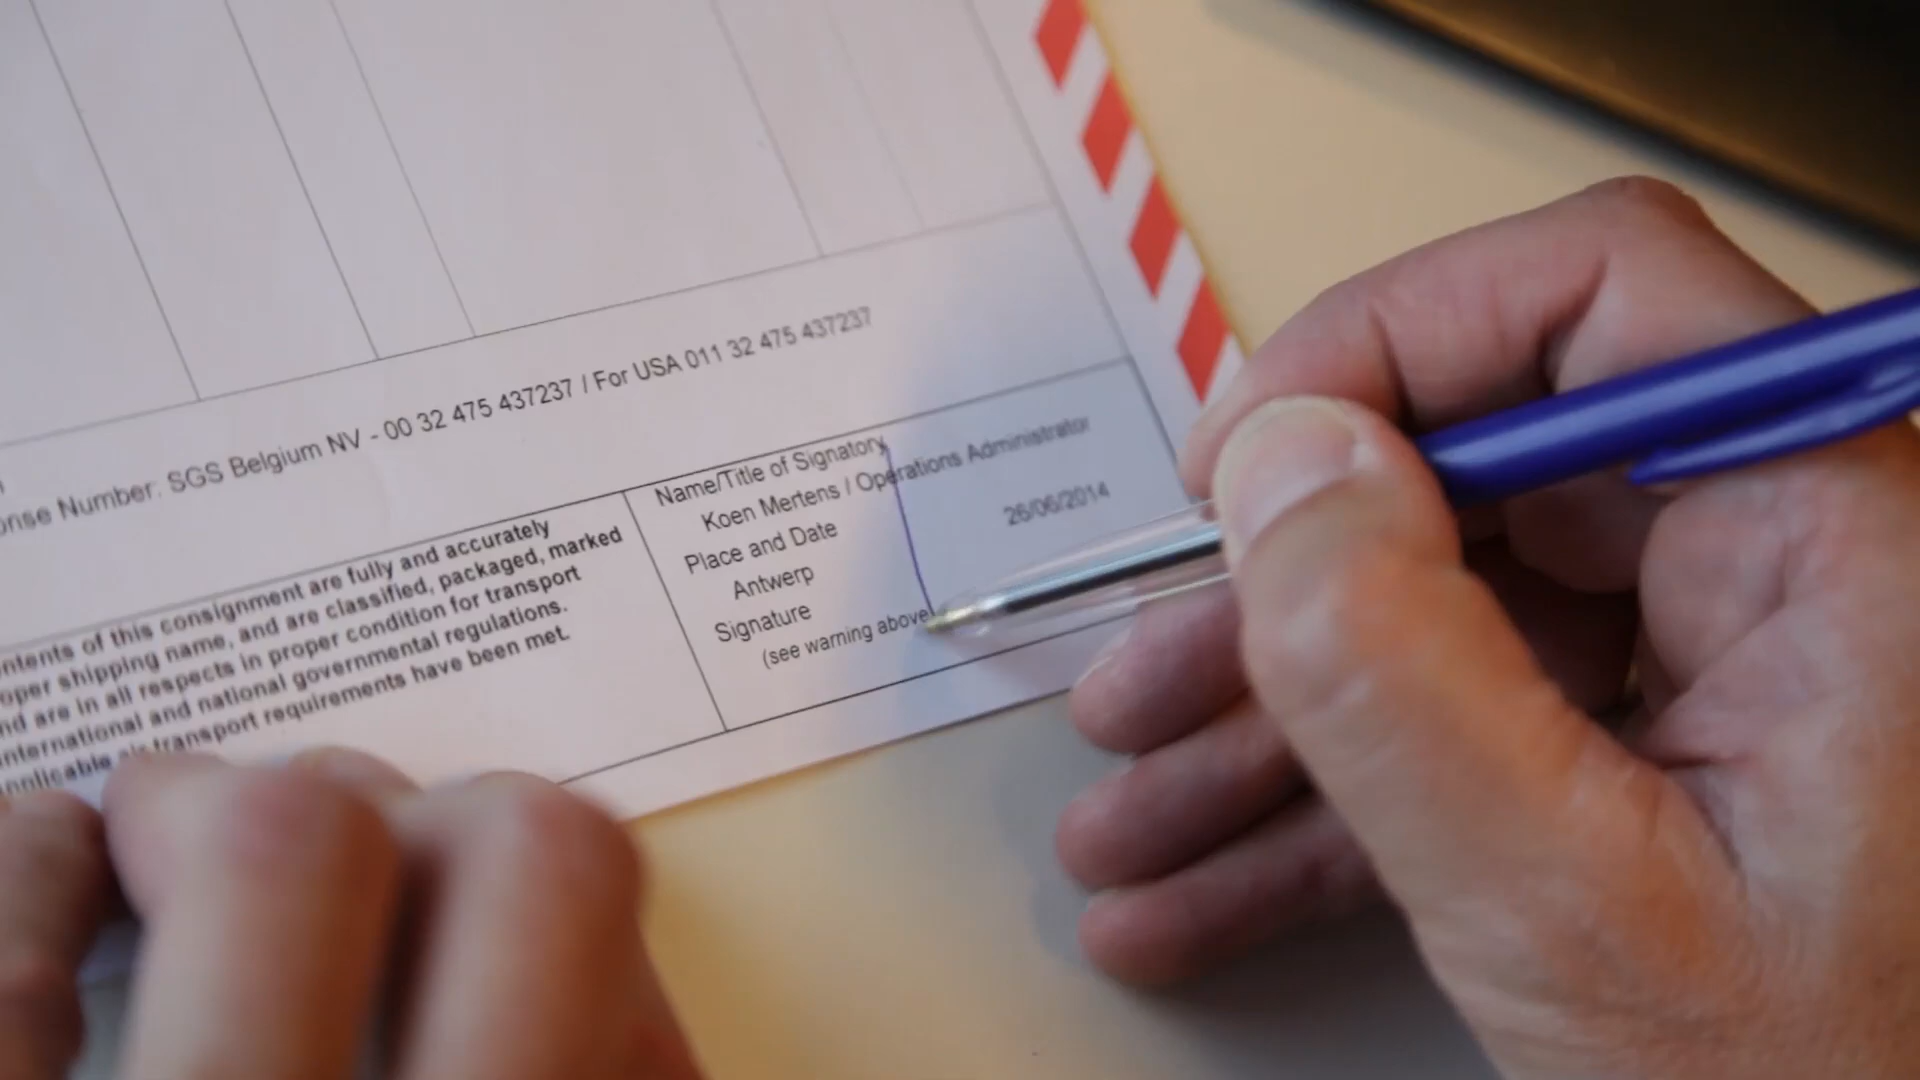 onse Number: SGS Belgium NV - 00 32 475 437237 / For USA 011 32 475 437237
ntents of this consignment are fully and accurately
oper shipping name, and are classified, packaged, marked
nd are in all respects in proper condition for transport
nternational and national governmental regulations.
applicable air transport requirements have been met.
Name/Title of Signatory
Koen Mertens / Operations Administrator
Place and Date
Antwerp 26/06/2014
Signature
(see warning above